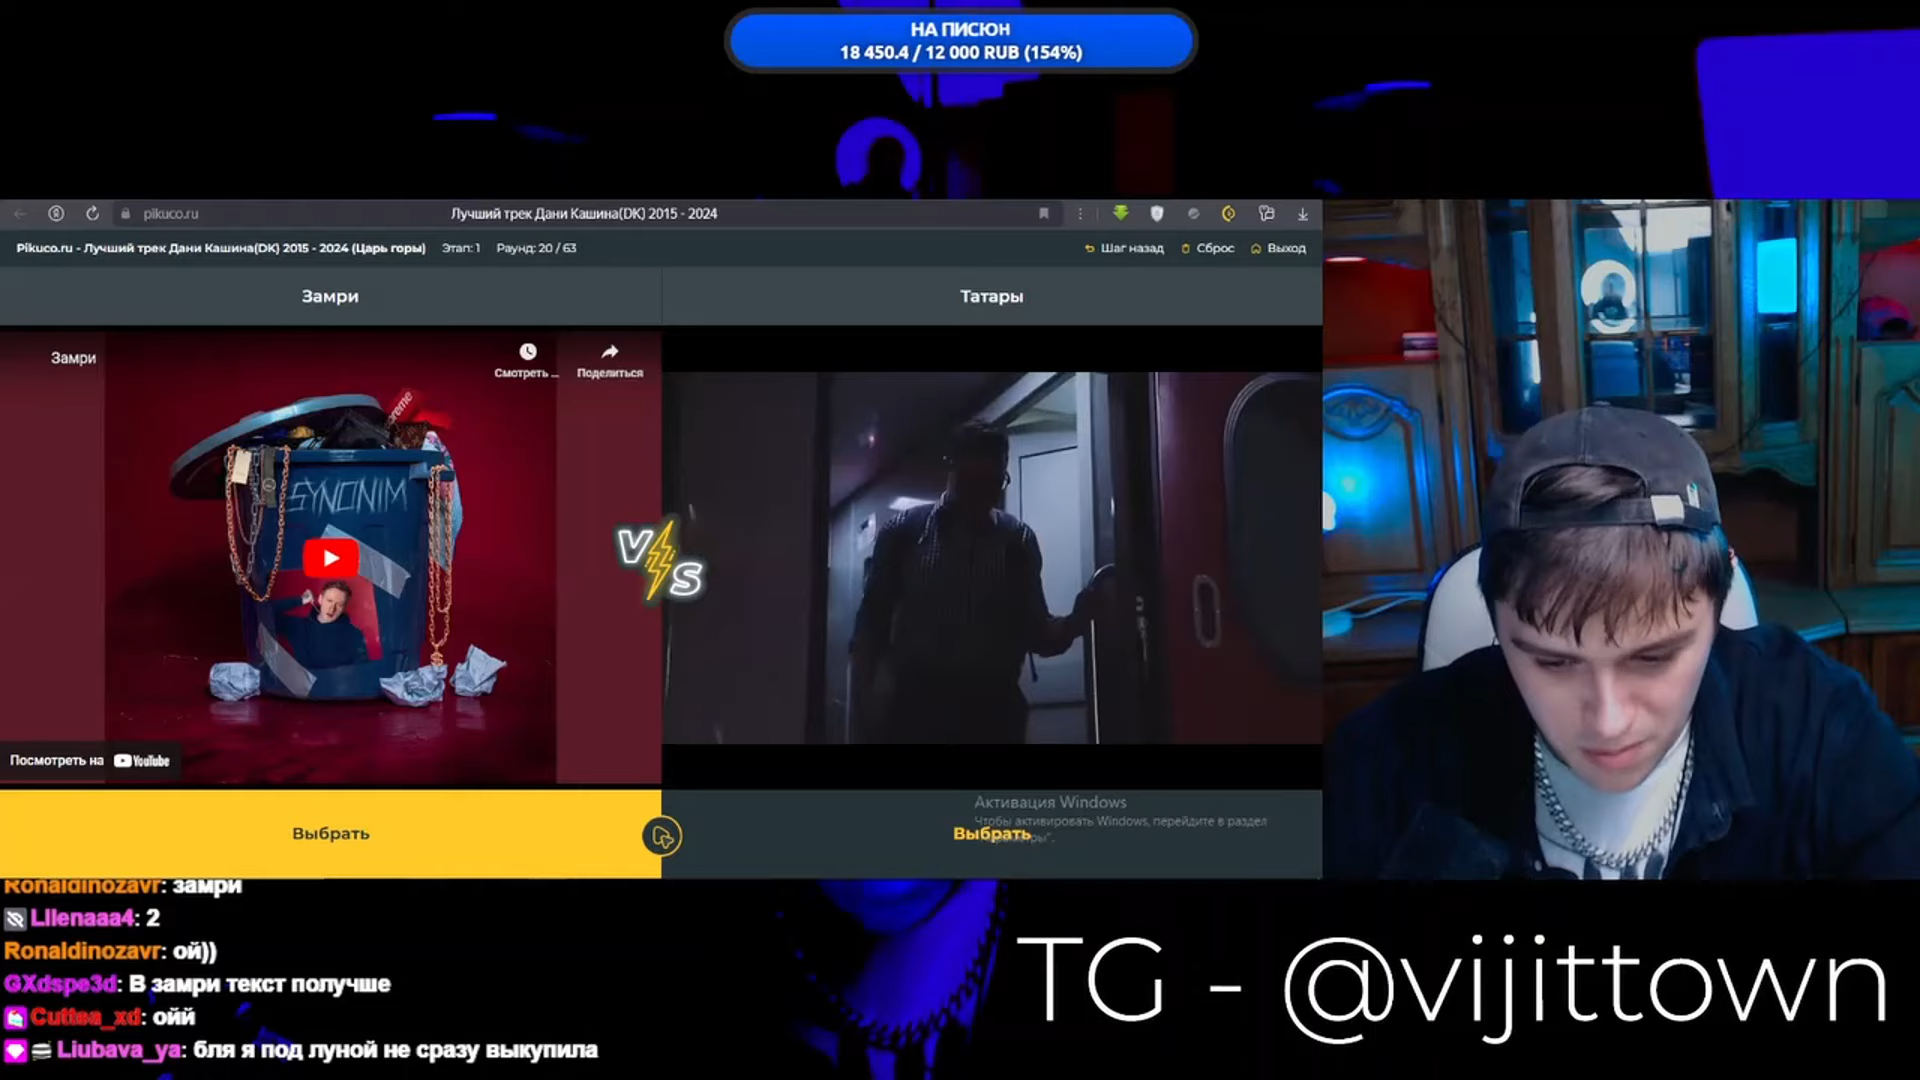 НА ПИСЮН
18 450.4 / 12 000 RUB (154%)
pikuco.ru
Лучший трек Дани Кашина(DK) 2015 - 2024
Pikuco.ru - Лучший трек Дани Кашина(DK) 2015 - 2024 (Царь горы)
Этап: 1
Раунд: 20 / 63
Шаг назад
Сброс
Выход
Замри
Татары
Замри
Смотреть ...
Поделиться
SYNONIM
VS
Посмотреть на YouTube
Активация Windows
Чтобы активировать Windows, перейдите в раздел
Выбрать
Выбрать
Ronaldinozavr: замри
Lllenaaa4: 2
Ronaldinozavr: ой))
GXdspe3d: В замри текст получше
Cuttea_xd: ойй
Liubava_ya: бля я под луной не сразу выкупила
TG - @vijittown